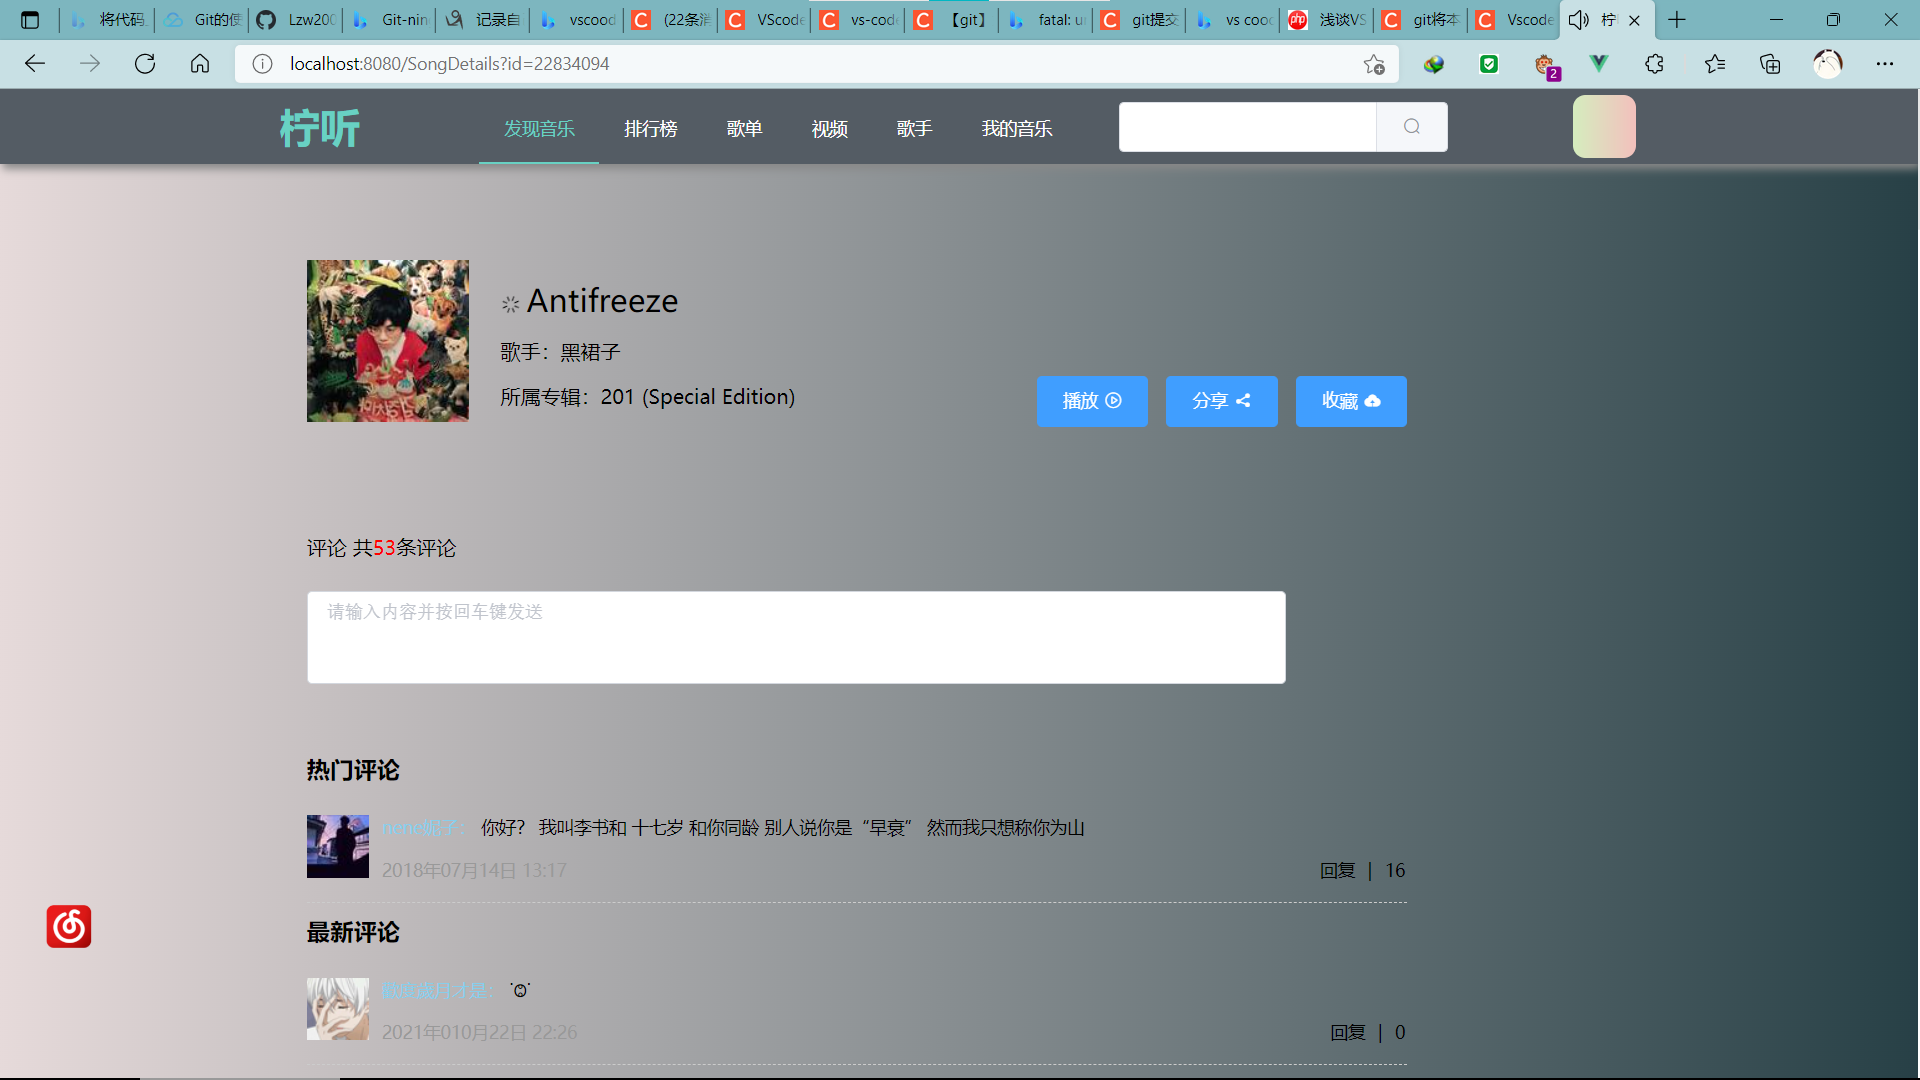 将代码
Git的使
Lzw200
Git-nin
记录自
vscood
(22条消
VScode
vs-code
【git】
fatal: u
git提交
vs cooc
浅谈VS
git将本
Vscode
柠
localhost:8080/SongDetails?id=22834094
2
柠听
发现音乐 排行榜 歌单 视频 歌手 我的音乐
Antifreeze
歌手：黑裙子
所属专辑：201 (Special Edition)
播放 分享 收藏
评论 共53条评论
请输入内容并按回车键发送
热门评论
你好？ 我叫李书和 十七岁 和你同龄 别人说你是“早衰” 然而我只想称你为山
2018年07月14日 13:17
回复 | 16
最新评论
2021年010月22日 22:26
回复 | 0